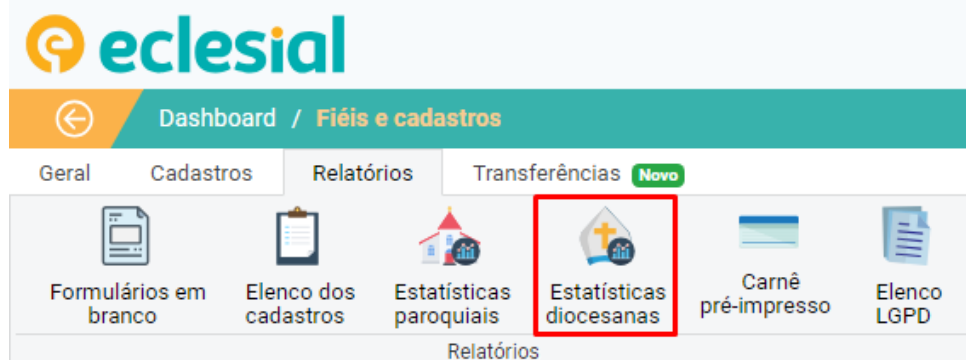 eclesial
Dashboard / Fiéis e cadastros
Geral Cadastros Relatórios Transferências Novo
Formulários em
branco
Elenco dos
cadastros
Estatísticas
paroquiais
Estatísticas
diocesanas
Carnê
pré-impresso
Elenco
LGPD
Relatórios